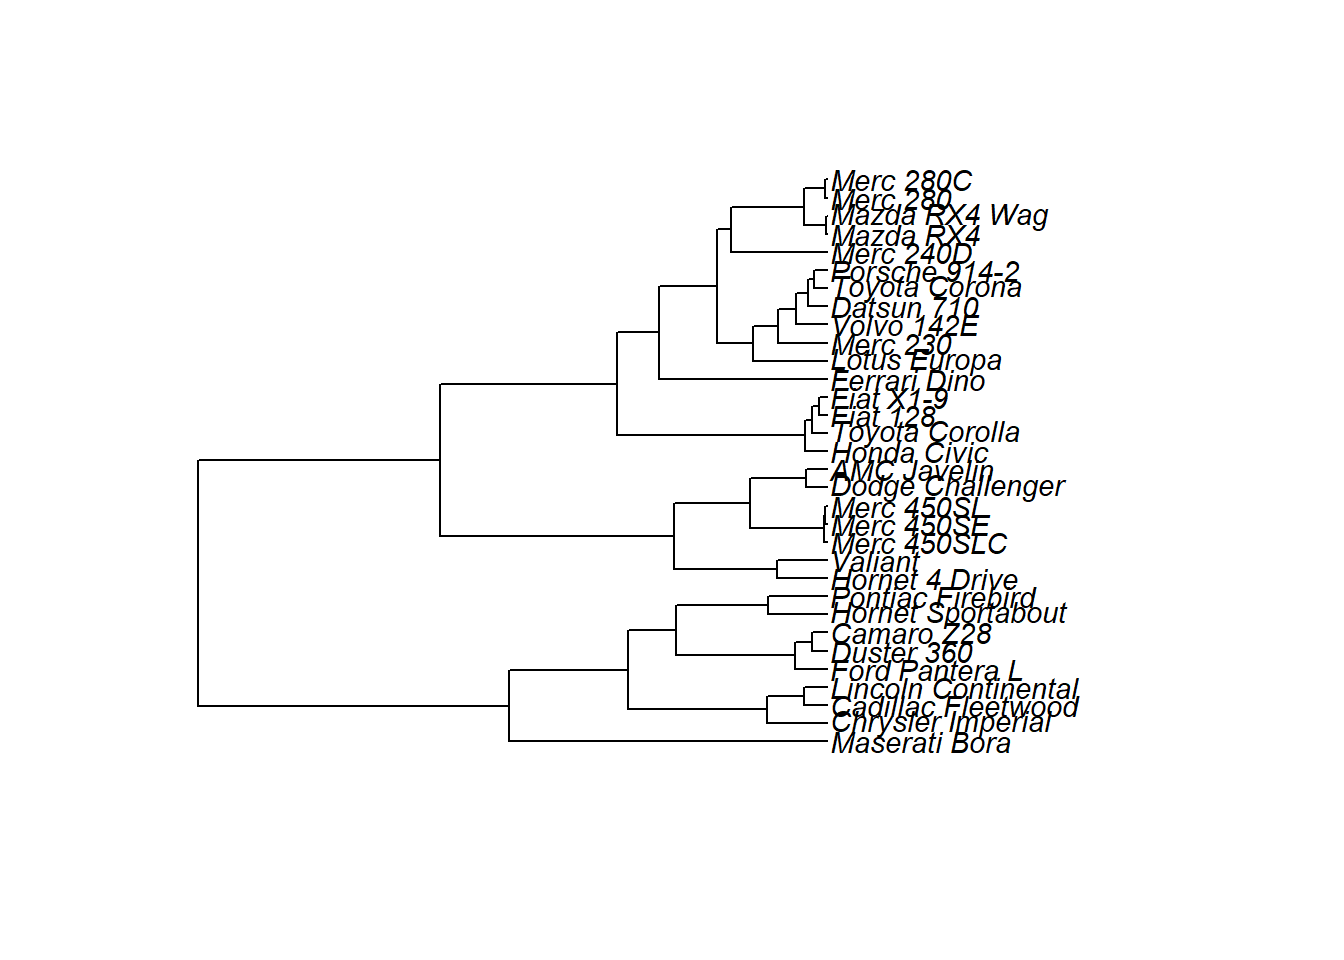 Merc 280C
Merc 280
Mazda RX4 Wag
Mazda RX4
Merc 240D
Porsche 914-2
Toyota Corona
Datsun 710
Volvo 142E
Merc 230
Lotus Europa
Ferrari Dino
Fiat X1-9
Fiat 128
Toyota Corolla
Honda Civic
AMC Javelin
Dodge Challenger
Merc 450SL
Merc 450SE
Merc 450SLC
Valiant
Hornet 4 Drive
Pontiac Firebird
Hornet Sportabout
Camaro Z28
Duster 360
Ford Pantera L
Lincoln Continental
Cadillac Fleetwood
Chrysler Imperial
Maserati Bora